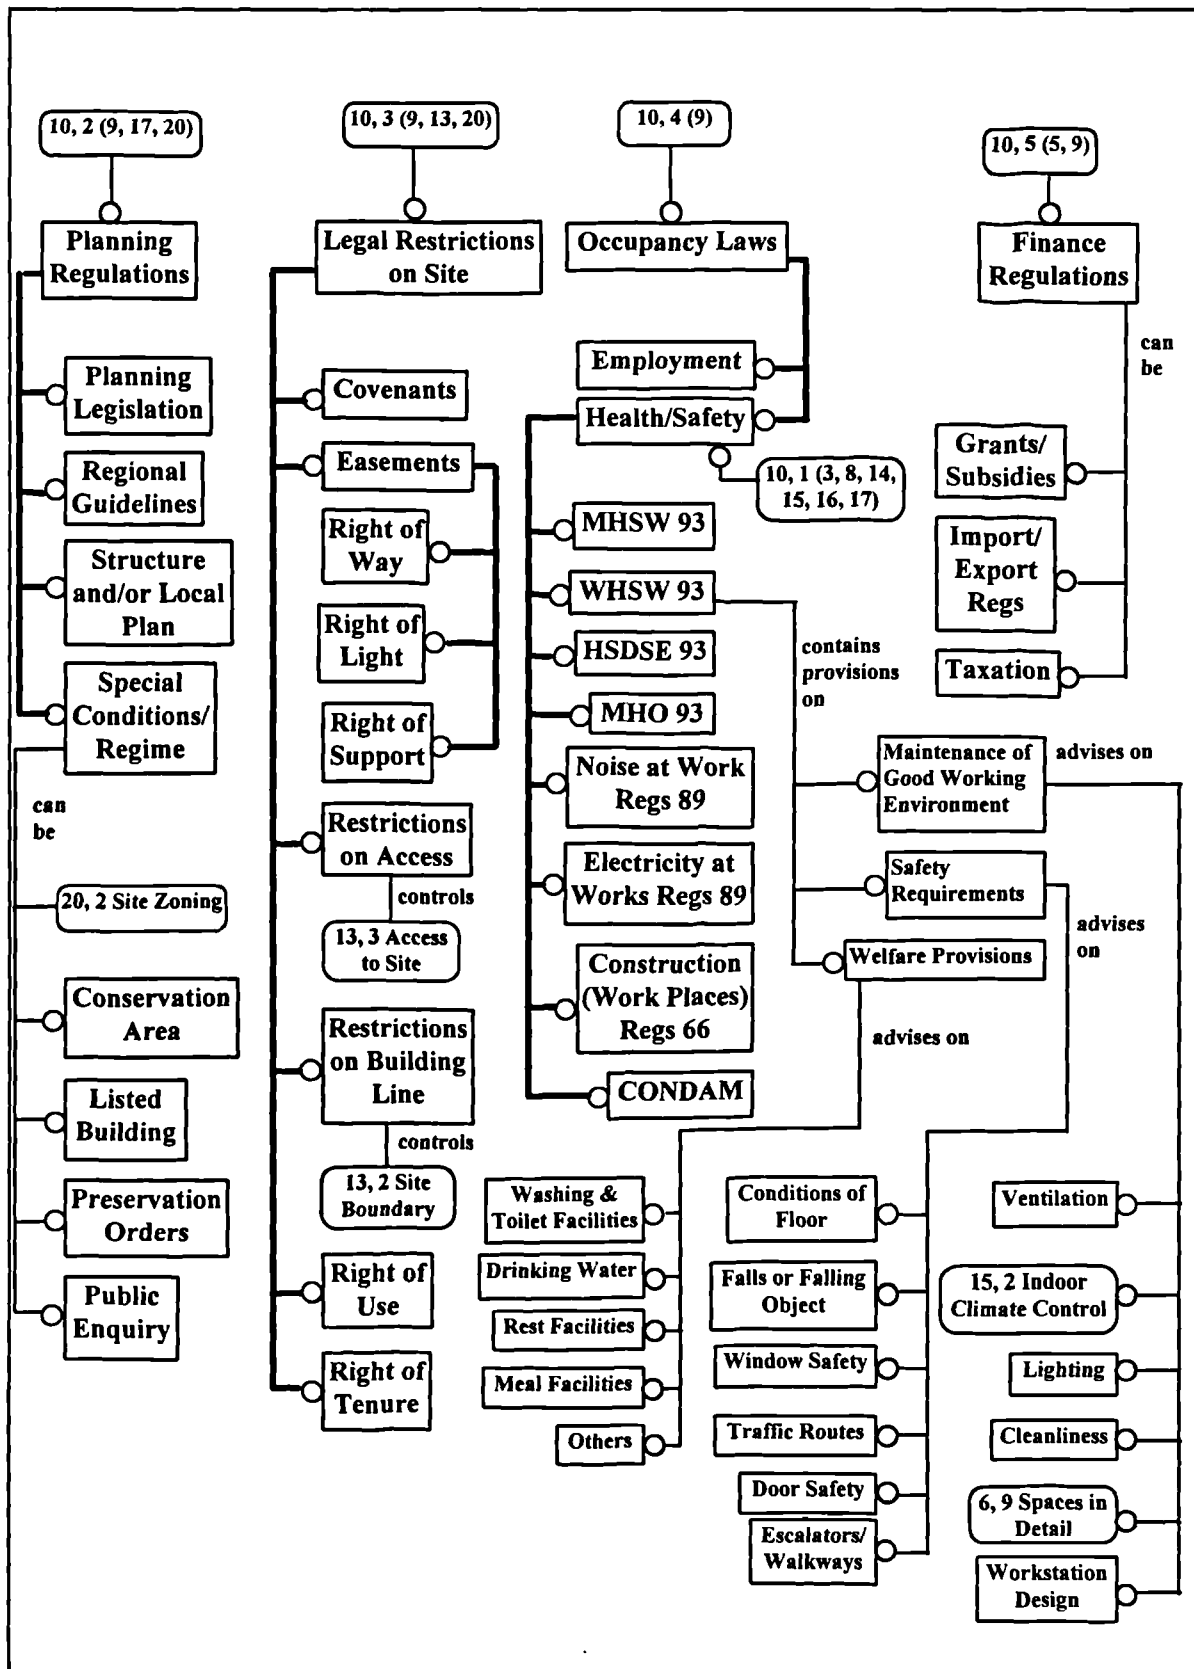 10, 2 (9, 17, 20)
Planning
Regulations
Planning
Legislation
Regional
Guidelines
Structure
and/or Local
Plan
Special
Conditions/
Regime
can
be
20, 2 Site Zoning
Conservation
Area
Listed
Building
Preservation
Orders
Public
Enquiry
10, 3 (9, 13, 20)
Legal Restrictions
on Site
Covenants
Easements
Right of
Way
Right of
Light
Right of
Support
Restrictions
on Access
controls
13, 3 Access
to Site
Restrictions
on Building
Line
controls
13, 2 Site
Boundary
Right of
Use
Right of
Tenure
10, 4 (9)
Occupancy Laws
Employment
Health/Safety
10, 1 (3, 8, 14,
15, 16, 17)
MHSW 93
WHSW 93
HSDSE 93
MHO 93
Noise at Work
Regs 89
Electricity at
Works Regs 89
Construction
(Work Places)
Regs 66
CONDAM
contains
provisions
on
Maintenance of
Good Working
Environment
advises on
Safety
Requirements
advises
on
Welfare Provisions
advises on
Washing &
Toilet Facilities
Drinking Water
Rest Facilities
Meal Facilities
Others
Conditions of
Floor
Falls or Falling
Object
Window Safety
Traffic Routes
Door Safety
Escalators/
Walkways
10, 5 (5, 9)
Finance
Regulations
can
be
Grants/
Subsidies
Import/
Export
Regs
Taxation
Ventilation
15, 2 Indoor
Climate Control
Lighting
Cleanliness
6, 9 Spaces in
Detail
Workstation
Design